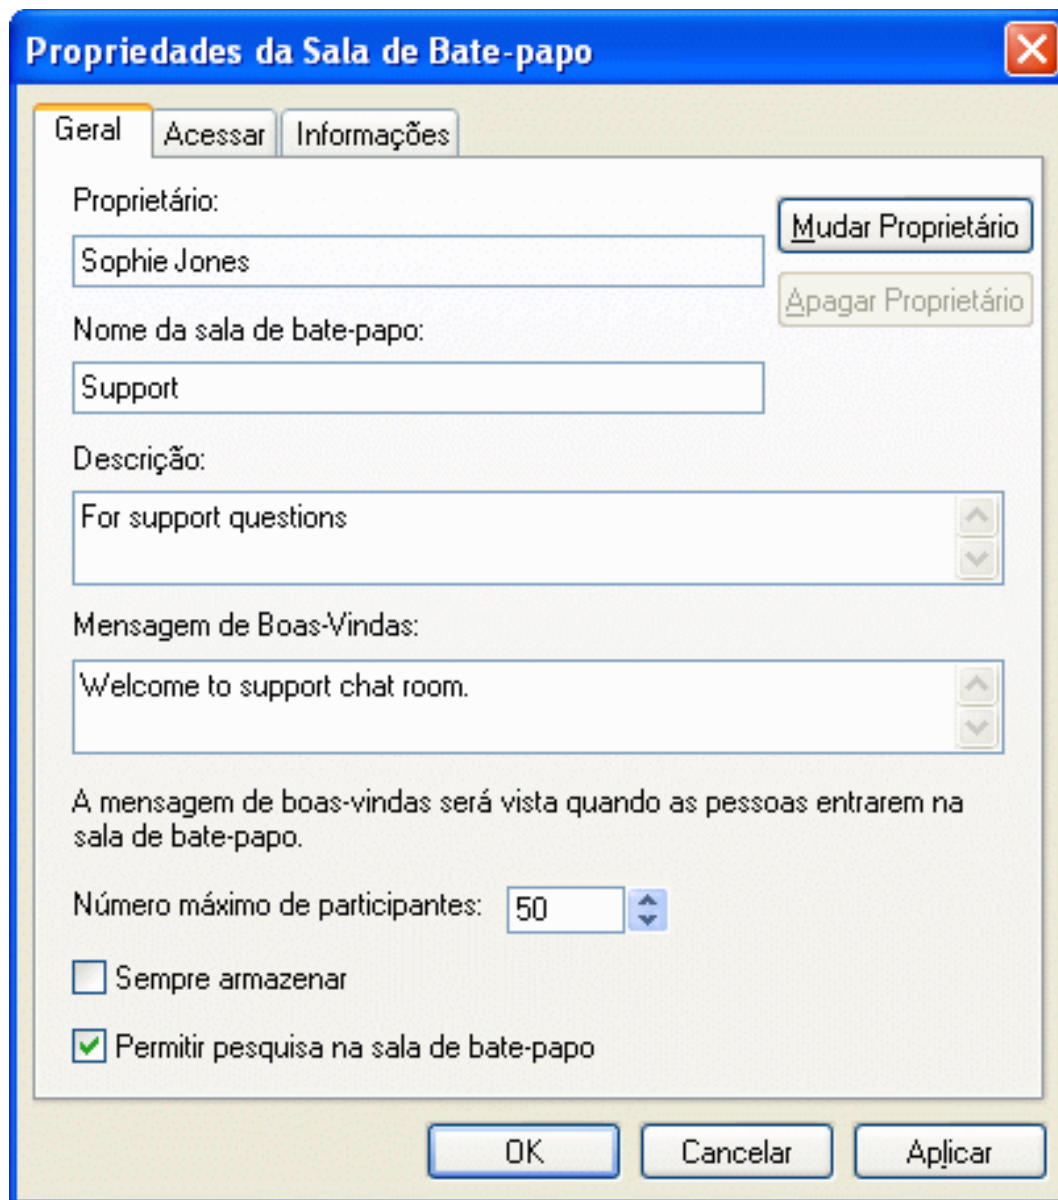 Propriedades da Sala de Bate-papo
Geral
Acessar
Informações
Proprietário:
Mudar Proprietário
Sophie Jones
Apagar Proprietário
Nome da sala de bate-papo:
Support
Descrição:
For support questions
Mensagem de Boas-Vindas:
Welcome to support chat room.
A mensagem de boas-vindas será vista quando as pessoas entrarem na
sala de bate-papo.
Número máximo de participantes: 50
Sempre armazenar
Permitir pesquisa na sala de bate-papo
OK
Cancelar
Aplicar